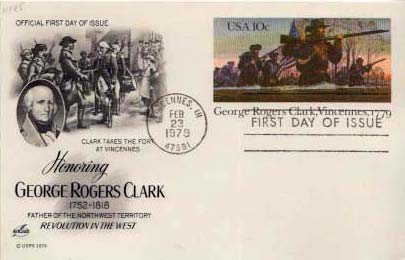 OFFICIAL FIRST DAY OF ISSUE
CLARK TAKES THE FORT
AT VINCENNES
Honoring
GEORGE ROGERS CLARK
1752-1818
FATHER OF THE NORTHWEST TERRITORY
REVOLUTION IN THE WEST
© USPS 1979
VINCENNES, IN
FEB
23
1979
47591
USA 10c
George Rogers Clark, Vincennes, 1779
FIRST DAY OF ISSUE